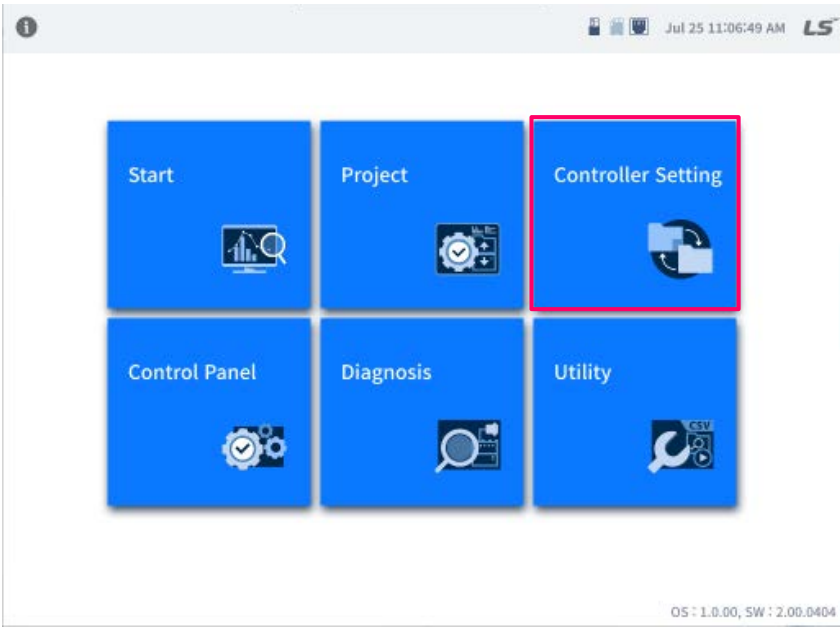 Jul 25 11:06:49 AM LS
Start
Project
Controller Setting
Control Panel
Diagnosis
Utility
CSV
OS : 1.0.00, SW : 2.00.0404